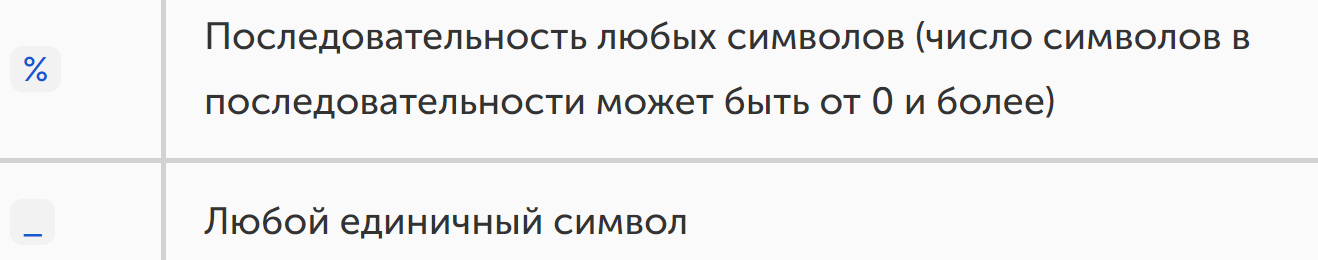 %
Последовательность любых символов (число символов в
последовательности может быть от 0 и более)
_
Любой единичный символ